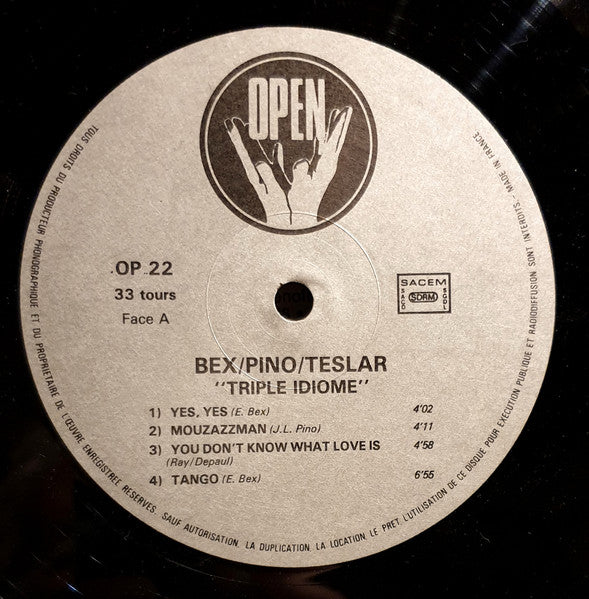 OPEN
OP 22
33 tours
Face A
SACEM
SACD
SDRM
SGDL
BEX/PINO/TESLAR
"TRIPLE IDIOME"
1) YES, YES (E. Bex) 4'02
2) MOUZAZZMAN (J.L. Pino) 4'11
3) YOU DON'T KNOW WHAT LOVE IS 4'58
(Ray/Depaul)
4) TANGO (E. Bex) 6'55
TOUS DROITS DU PRODUCTEUR PHONOGRAPHIQUE ET DU PROPRIETAIRE DE L'ŒUVRE ENREGISTREE RESERVES. SAUF AUTORISATION. LA DUPLICATION. LA LOCATION. LE PRET. L'UTILISATION DE CE DISQUE POUR EXECUTION PUBLIQUE ET RADIODIFFUSION SONT INTERDITS - MADE IN FRANCE